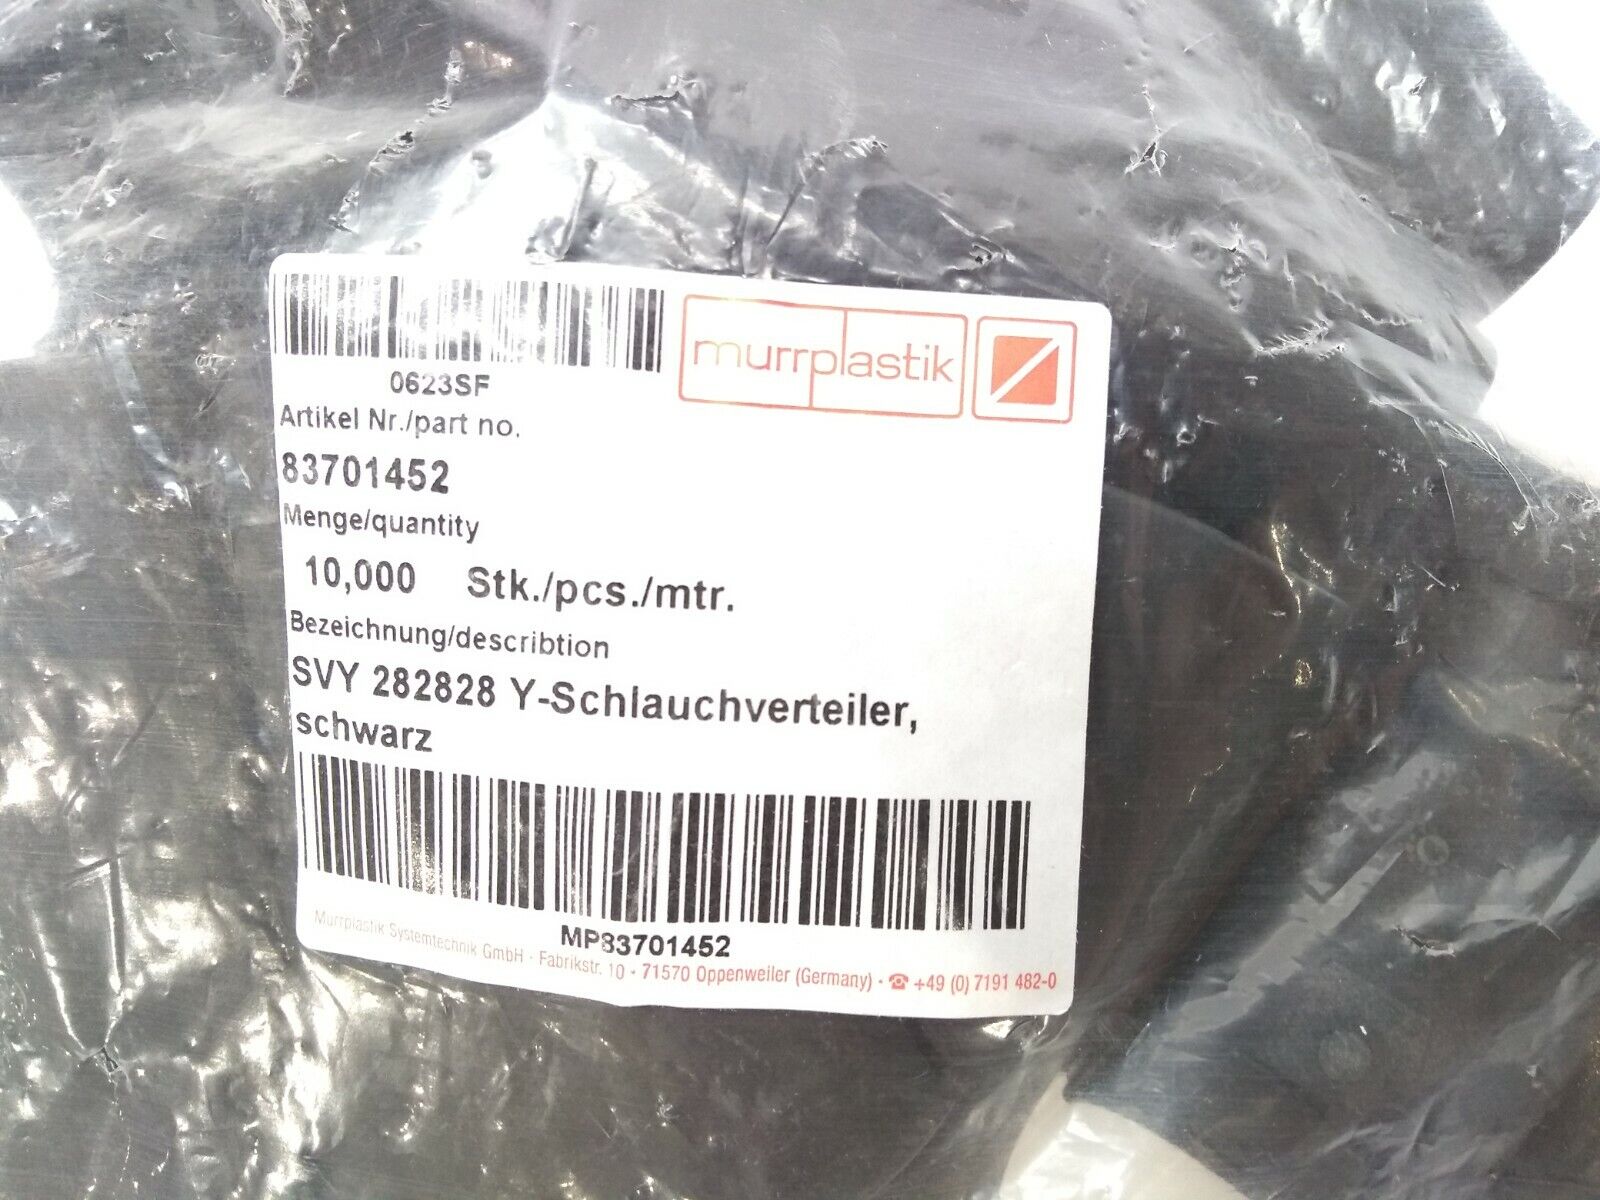 0623SF
murrplastik
Artikel Nr./part no.
83701452
Menge/quantity
10,000 Stk./pcs./mtr.
Bezeichnung/describtion
SVY 282828 Y-Schlauchverteiler,
schwarz
MP83701452
Murrplastik Systemtechnik GmbH · Fabrikstr. 10 · 71570 Oppenweiler (Germany) · ☎ +49 (0) 7191 482-0